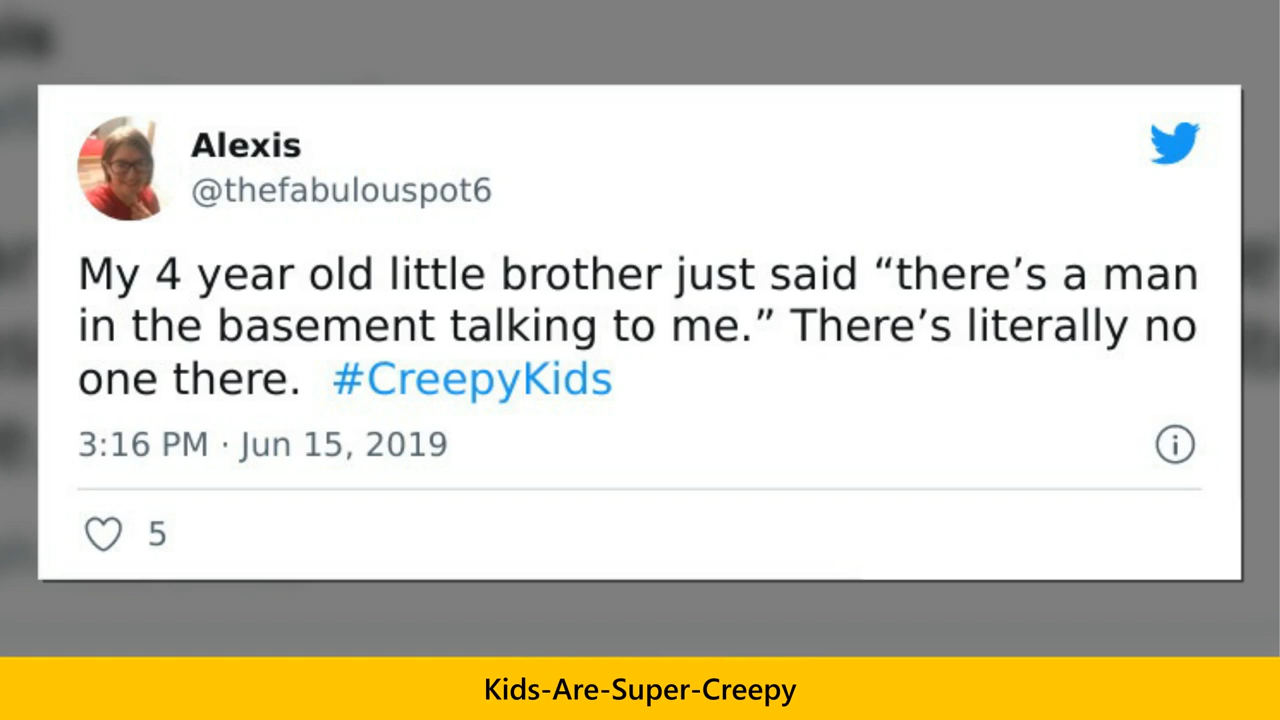 Alexis
@thefabulouspot6
My 4 year old little brother just said “there’s a man
in the basement talking to me.” There’s literally no
one there. #CreepyKids
3:16 PM · Jun 15, 2019
5
Kids-Are-Super-Creepy